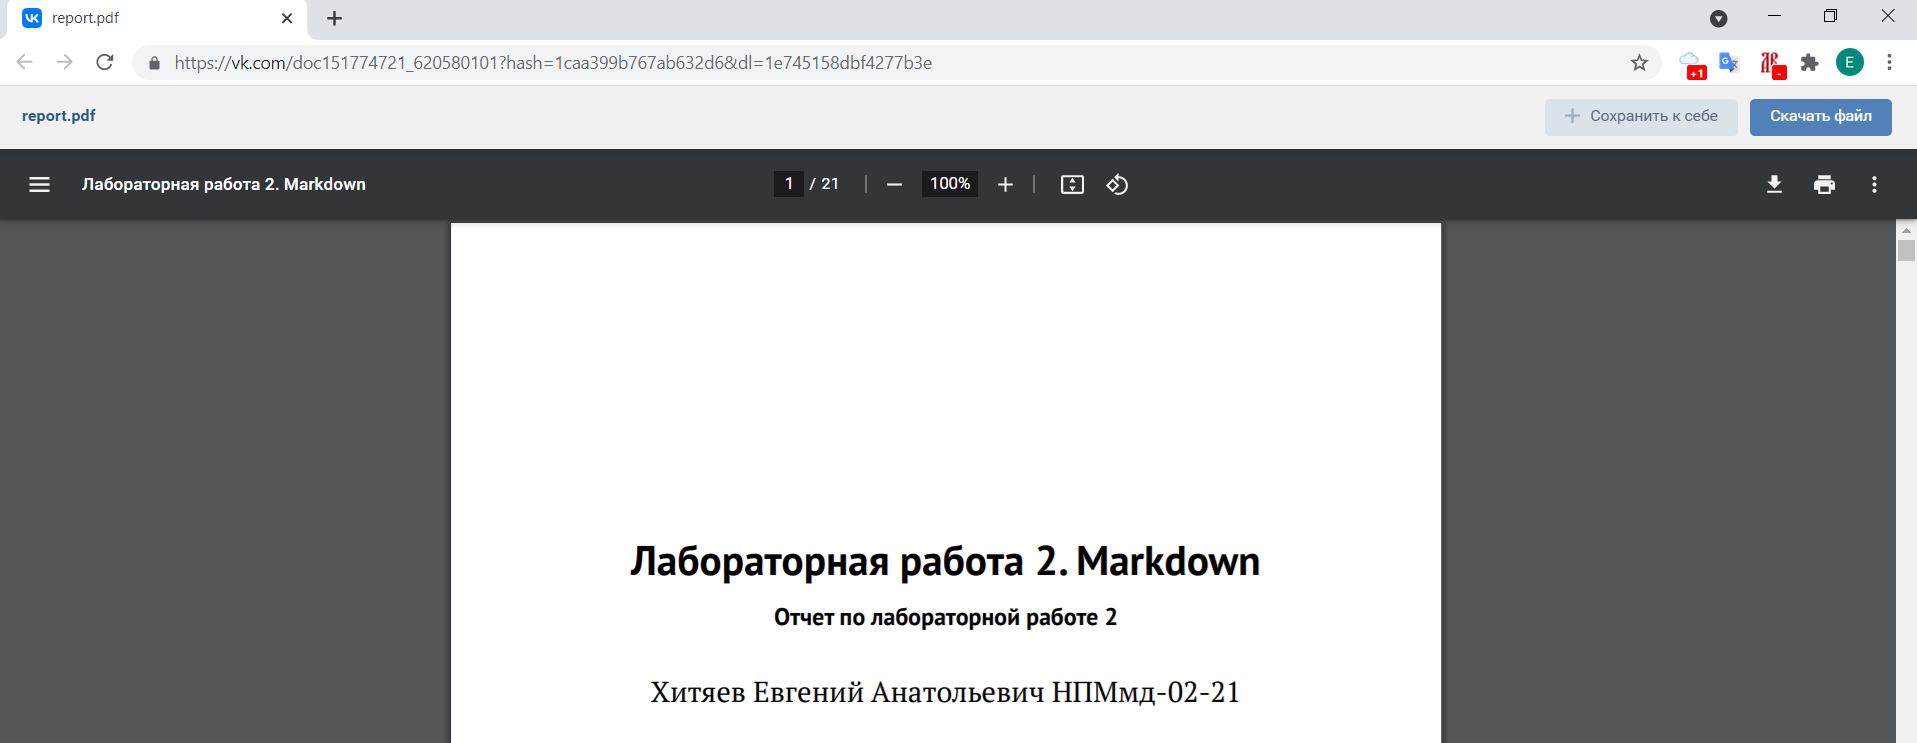 report.pdf
https://vk.com/doc151774721_620580101?hash=1caa399b767ab632d6&dl=1e745158dbf4277b3e
+1
-
E
report.pdf
Сохранить к себе
Скачать файл
Лабораторная работа 2. Markdown
1 / 21
100%
Лабораторная работа 2. Markdown
Отчет по лабораторной работе 2
Хитяев Евгений Анатольевич НПМмд-02-21